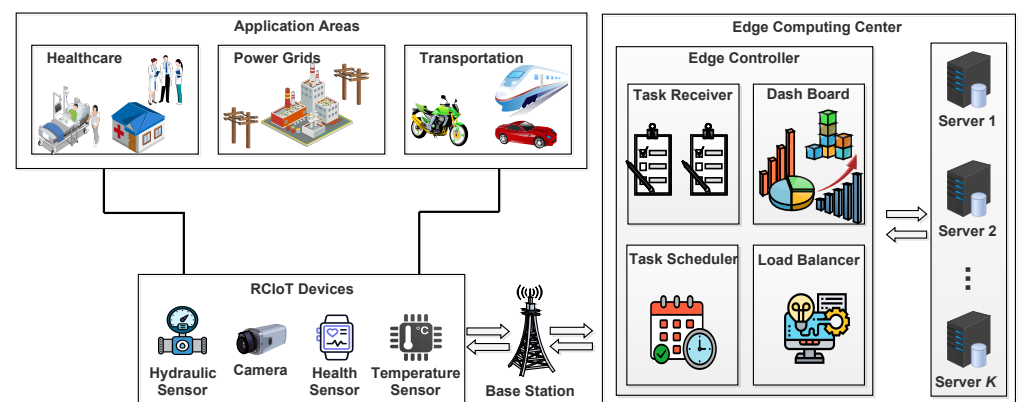 Application Areas
Healthcare
Power Grids
Transportation
RCIoT Devices
Hydraulic
Sensor
Camera
Health
Sensor
°C
Temperature
Sensor
Base Station
Edge Computing Center
Edge Controller
Task Receiver
Dash Board
Task Scheduler
Load Balancer
Server 1
Server 2
Server K